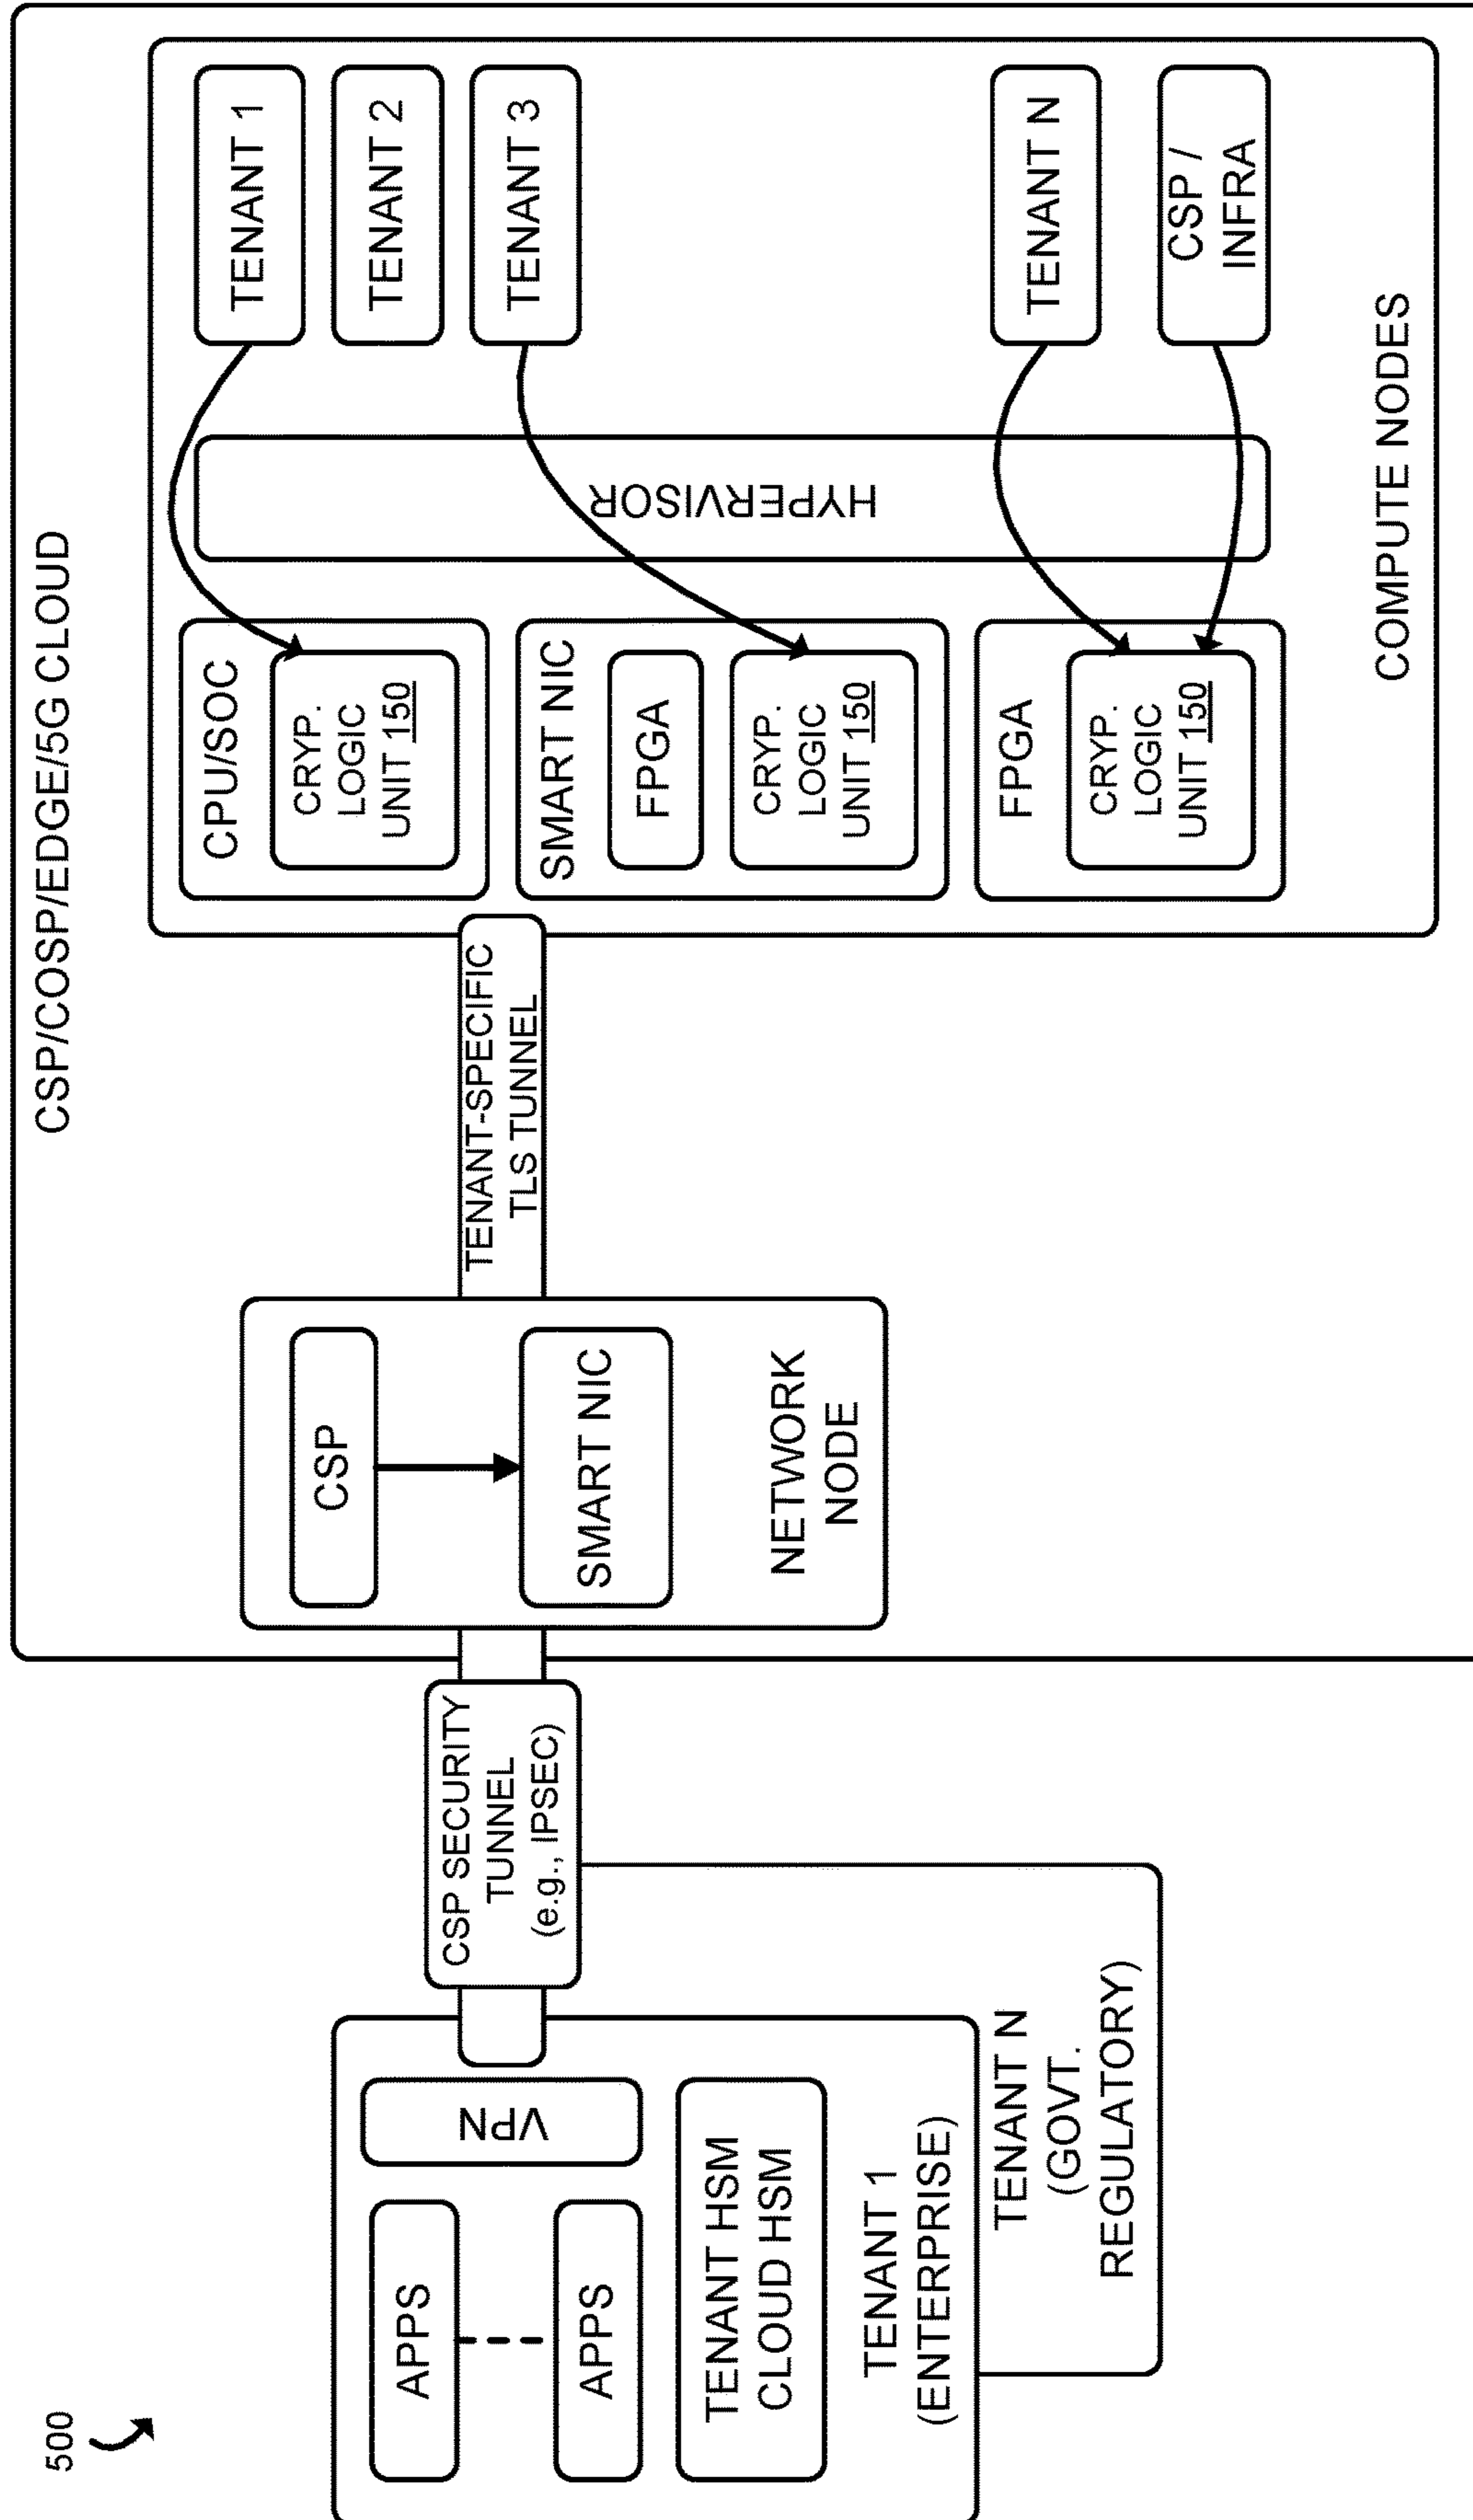 500
CSP/COSP/EDGE/5G CLOUD
APPS
APPS
VPN
TENANT HSM
CLOUD HSM
TENANT 1
(ENTERPRISE)
TENANT N
(GOVT.
REGULATORY)
CSP SECURITY
TUNNEL
(e.g., IPSEC)
CSP
SMART NIC
NETWORK
NODE
TENANT-SPECIFIC
TLS TUNNEL
CPU/SOC
CRYP.
LOGIC
UNIT 150
SMART NIC
FPGA
CRYP.
LOGIC
UNIT 150
FPGA
CRYP.
LOGIC
UNIT 150
HYPERVISOR
TENANT 1
TENANT 2
TENANT 3
TENANT N
CSP /
INFRA
COMPUTE NODES